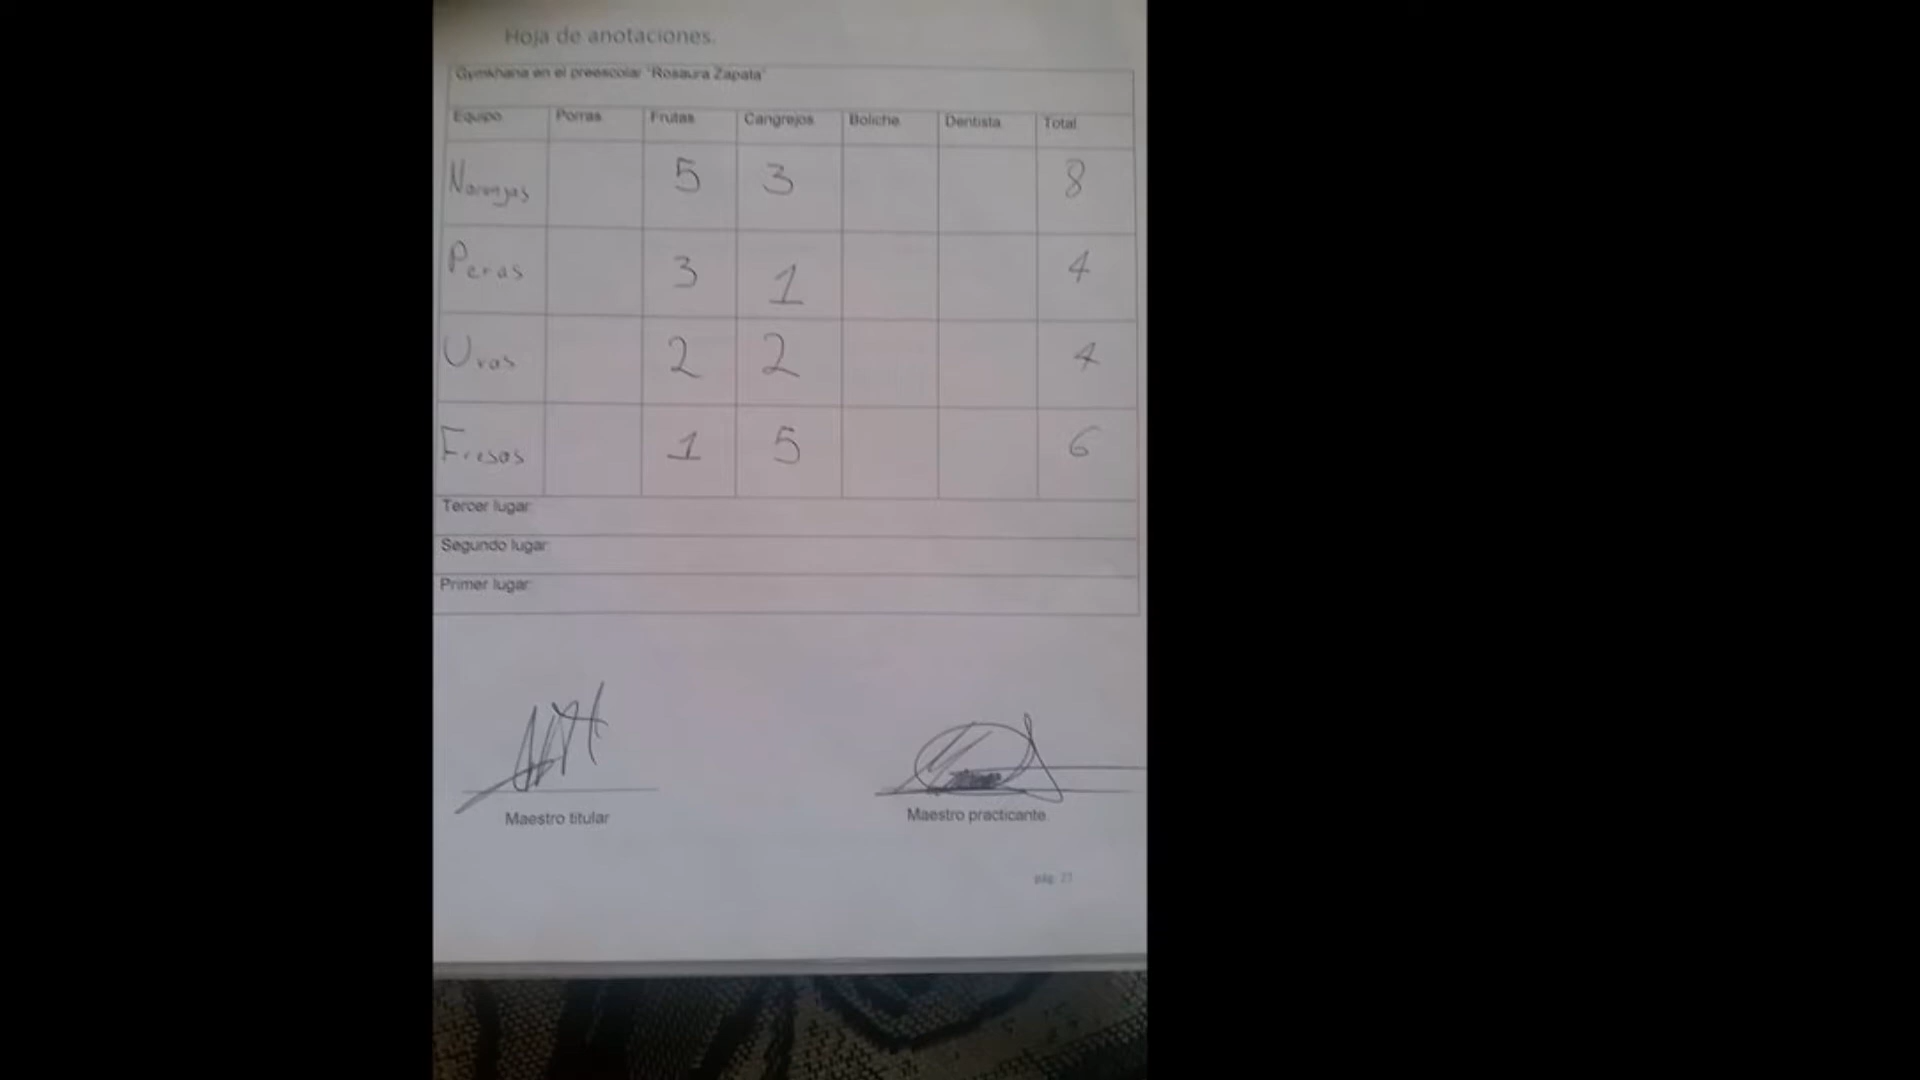 Hoja de anotaciones.
Gymkhana en el preescolar "Rosaura Zapata"
Equipo Porras Frutas Cangrejos Boliche Dentista Total
Naranjas 5 3 8
Peras 3 1 4
Uvas 2 2 4
Fresas 1 5 6
Tercer lugar:
Segundo lugar:
Primer lugar:
Maestro titular Maestro practicante.
pág. 21